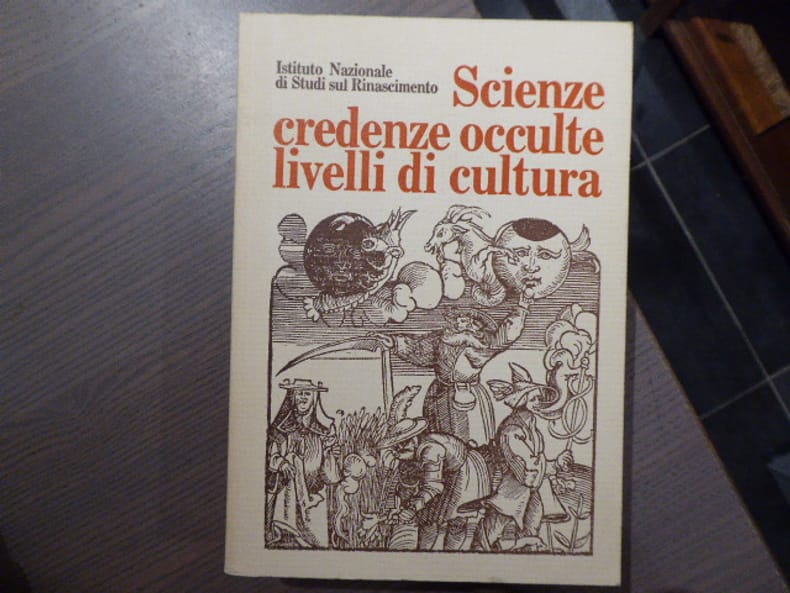 Istituto Nazionale
di Studi sul Rinascimento
Scienze
credenze occulte
livelli di cultura